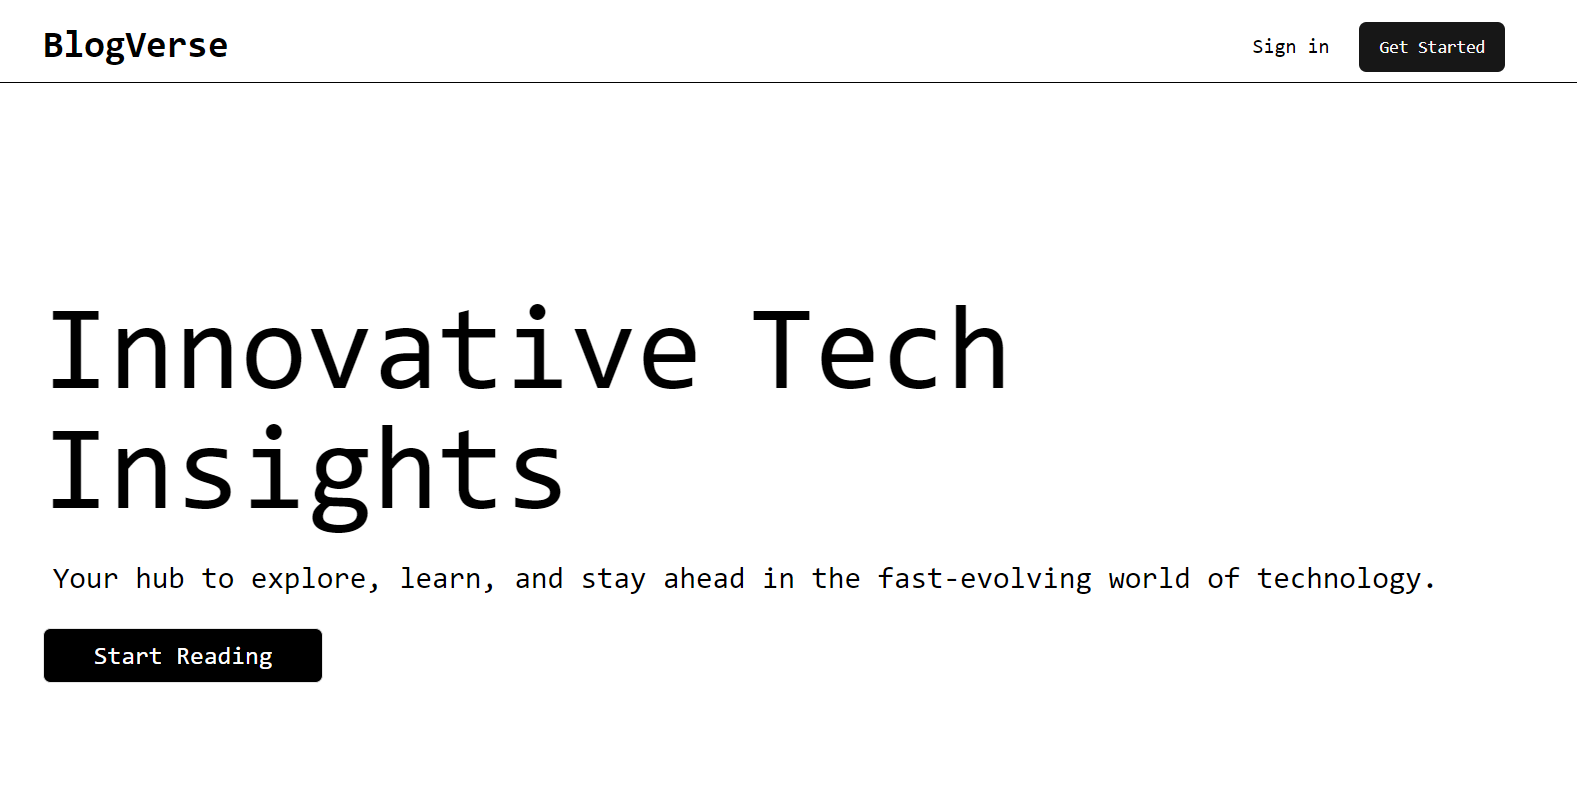 BlogVerse
Sign in
Get Started
Innovative Tech
Insights
Your hub to explore, learn, and stay ahead in the fast-evolving world of technology.
Start Reading